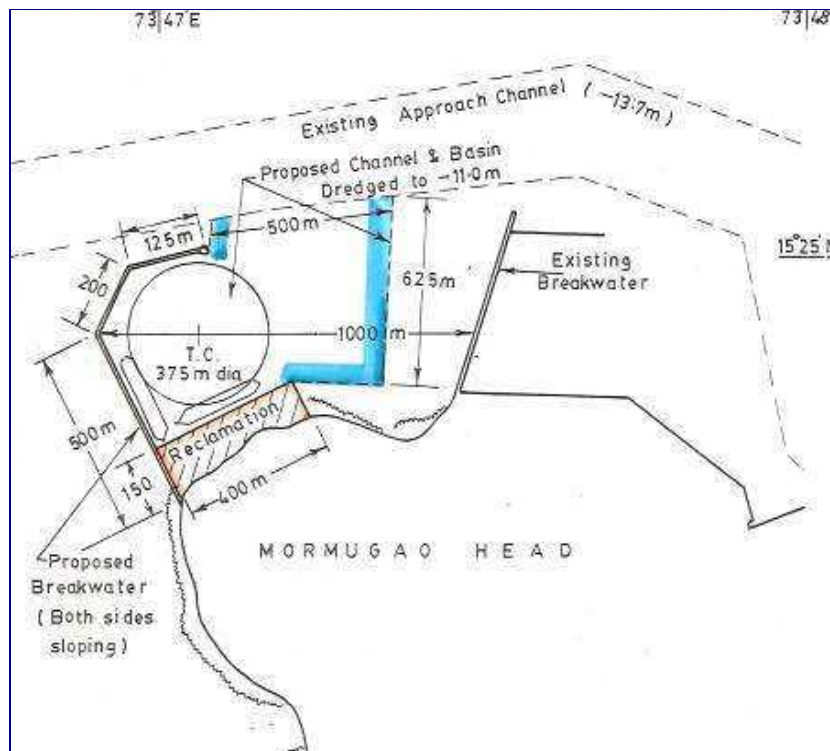 73|47'E
73|48'
Existing Approach Channel (-13.7m)
Proposed Channel & Basin
Dredged to -11.0m
125m
500m
15°25'N
200
625m
Existing
Breakwater
1000m
T.C.
375m dia
500m
Reclamation
150
400m
MORMUGAO HEAD
Proposed
Breakwater
(Both sides
sloping)